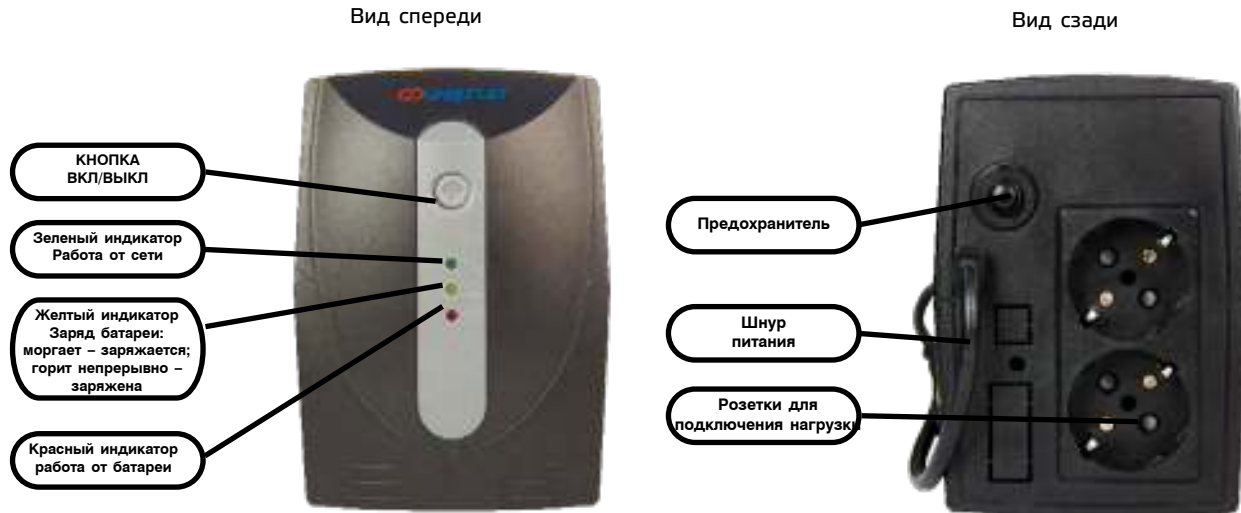 Вид спереди
Вид сзади
КНОПКА
ВКЛ/ВЫКЛ
Зеленый индикатор
Работа от сети
Желтый индикатор
Заряд батареи:
моргает – заряжается;
горит непрерывно –
заряжена
Красный индикатор
работа от батареи
Предохранитель
Шнур
питания
Розетки для
подключения нагрузки